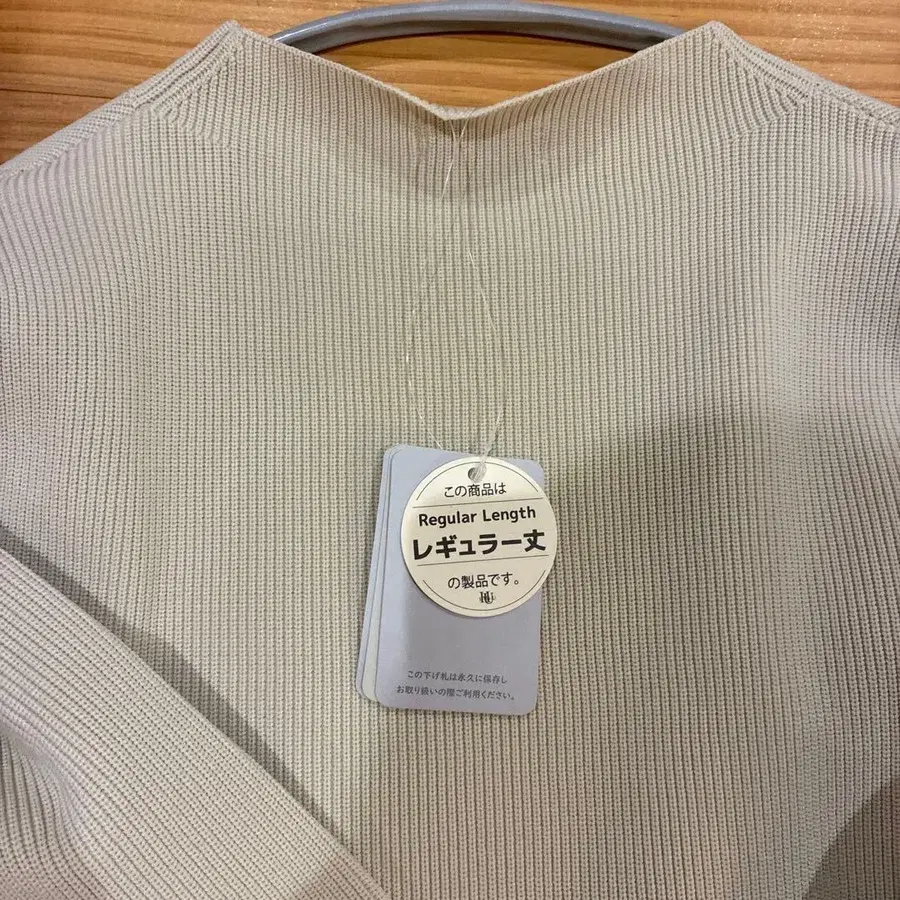 この商品は
Regular Length
レギュラー丈
の製品です。
この下げ札は永久に保存し
お取り扱いの際ご利用ください。